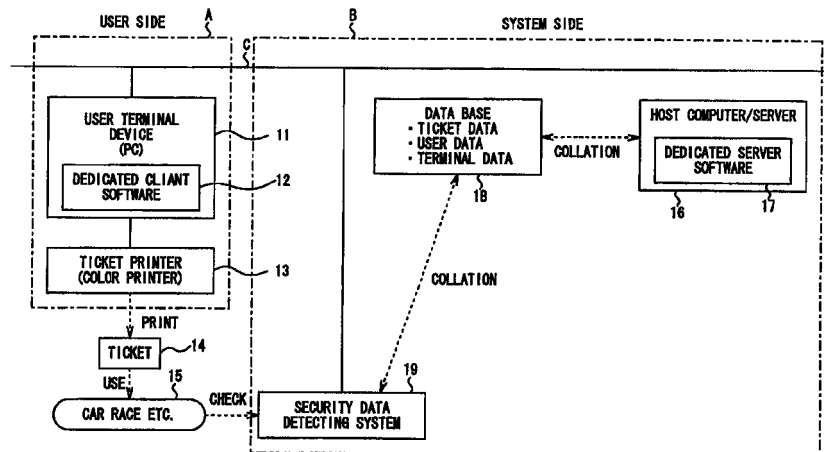 USER SIDE
A
B
SYSTEM SIDE
C
USER TERMINAL
DEVICE
(PC)
11
DEDICATED CLIANT
SOFTWARE
12
TICKET PRINTER
(COLOR PRINTER)
13
PRINT
TICKET
14
USE
15
CAR RACE ETC.
CHECK
DATA BASE
・TICKET DATA
・USER DATA
・TERMINAL DATA
18
COLLATION
HOST COMPUTER/SERVER
DEDICATED SERVER
SOFTWARE
16
17
COLLATION
19
SECURITY DATA
DETECTING SYSTEM